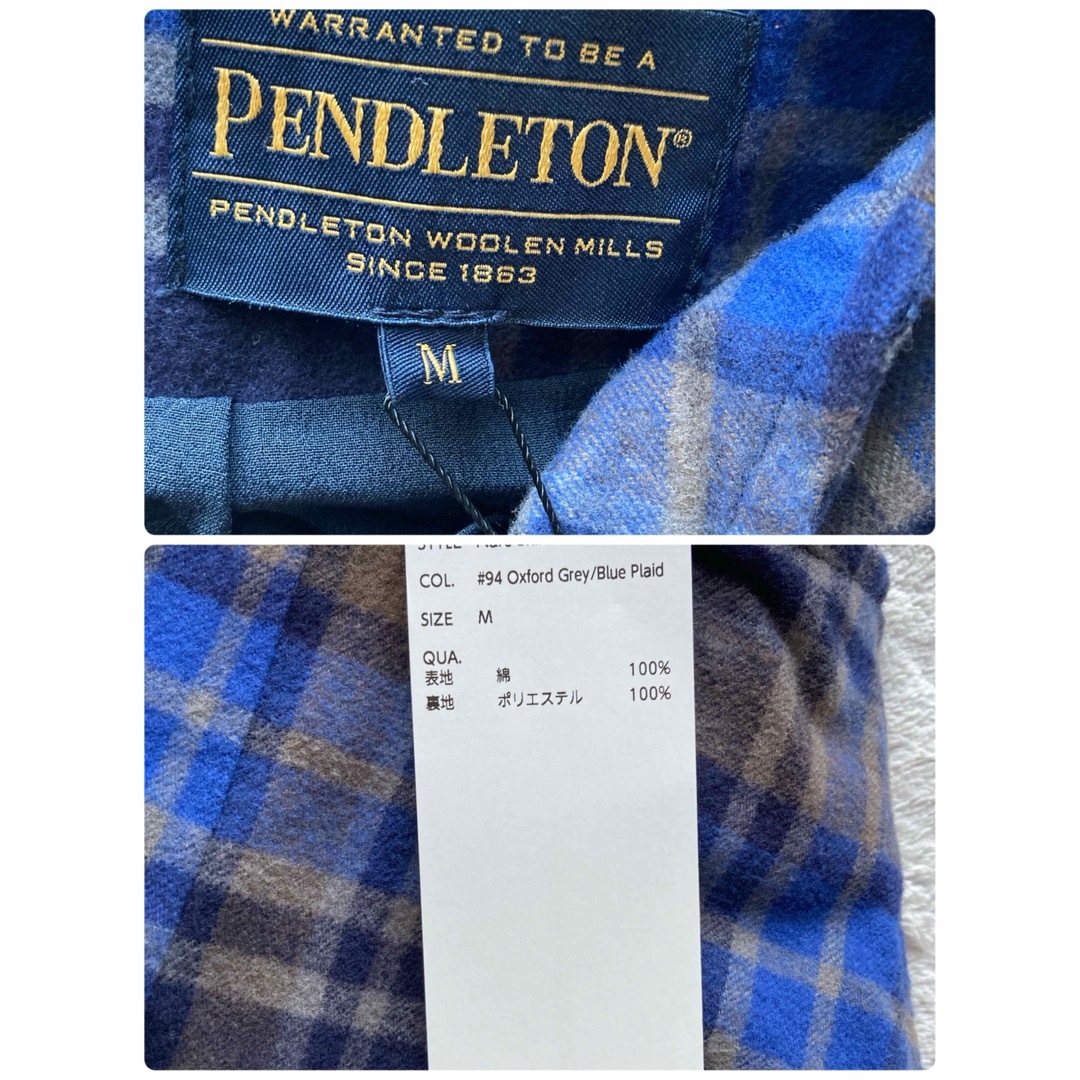 WARRANTED TO BE A
PENDLETON®
PENDLETON WOOLEN MILLS
SINCE 1863
M
STYLE
COL. #94 Oxford Grey/Blue Plaid
SIZE M
QUA.
表地 綿 100%
裏地 ポリエステル 100%